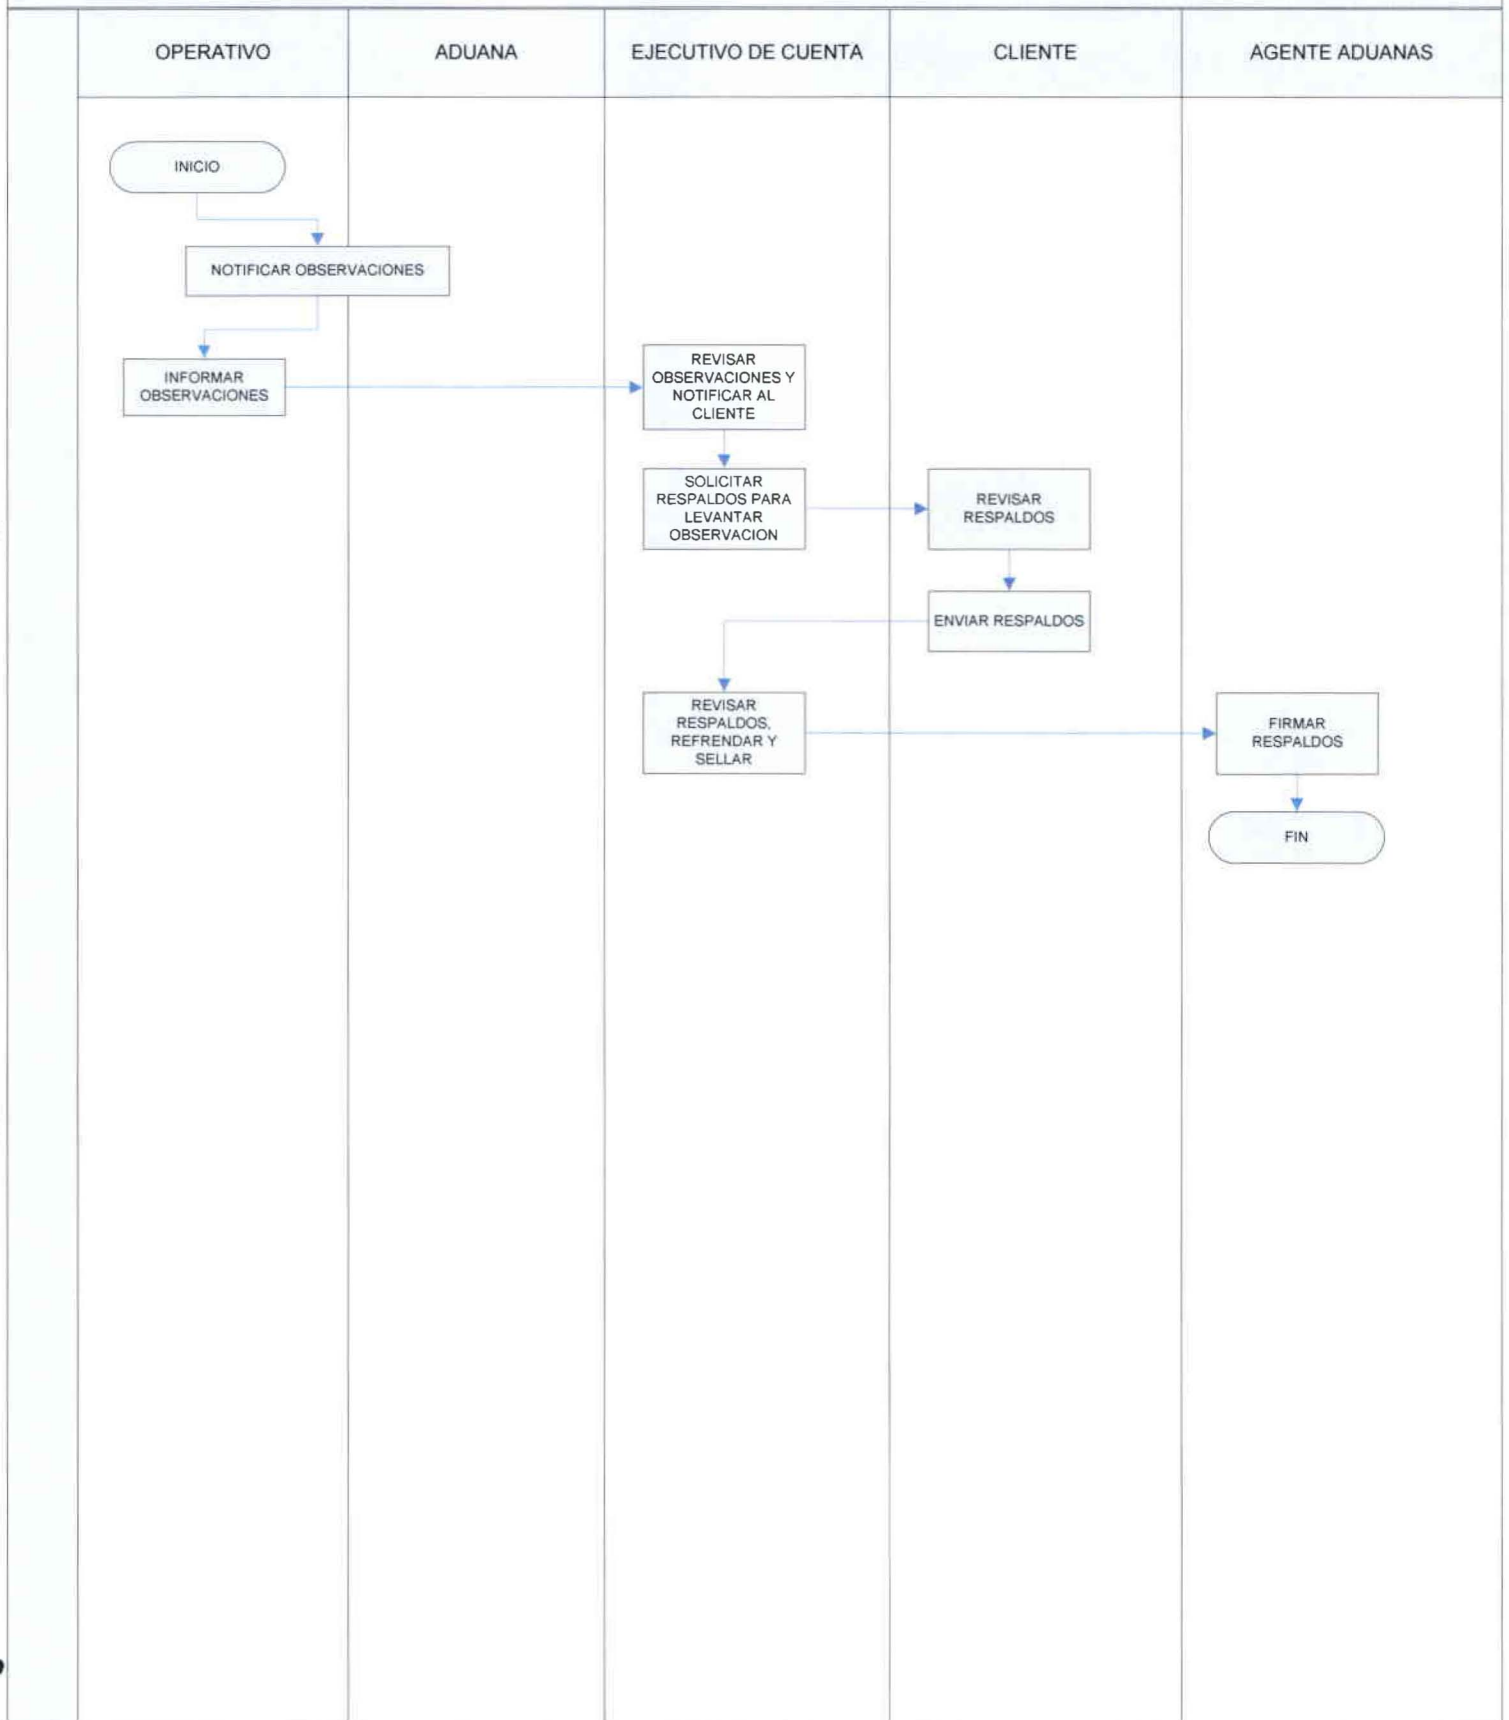 OPERATIVO
ADUANA
EJECUTIVO DE CUENTA
CLIENTE
AGENTE ADUANAS
INICIO
NOTIFICAR OBSERVACIONES
INFORMAR
OBSERVACIONES
REVISAR
OBSERVACIONES Y
NOTIFICAR AL
CLIENTE
SOLICITAR
RESPALDOS PARA
LEVANTAR
OBSERVACION
REVISAR
RESPALDOS
ENVIAR RESPALDOS
REVISAR
RESPALDOS,
REFRENDAR Y
SELLAR
FIRMAR
RESPALDOS
FIN